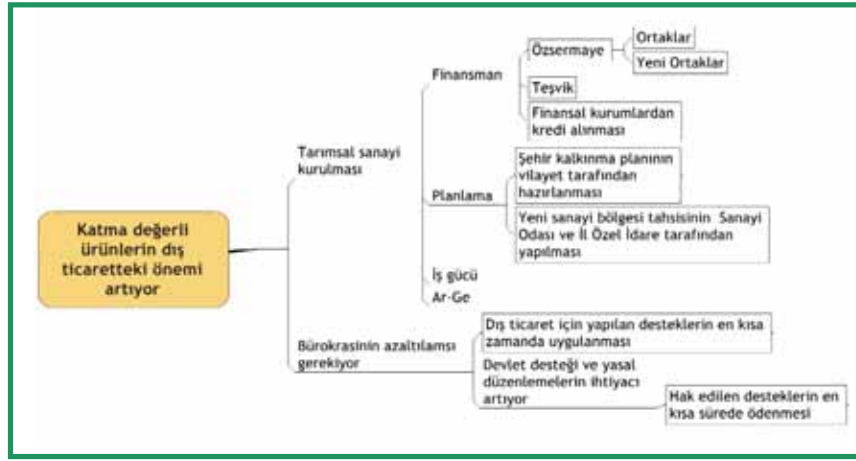 Katma değerli
ürünlerin dış
ticaretteki önemi
artıyor
Tarımsal sanayi
kurulması
Finansman
Özsermaye
Ortaklar
Yeni Ortaklar
Teşvik
Finansal kurumlardan
kredi alınması
Planlama
Şehir kalkınma planının
vilayet tarafından
hazırlanması
Yeni sanayi bölgesi tahsisinin Sanayi
Odası ve İl Özel İdare tarafından
yapılması
İş gücü
Ar-Ge
Bürokrasinin azaltılamsı
gerekiyor
Dış ticaret için yapılan desteklerin en kısa
zamanda uygulanması
Devlet desteği ve yasal
düzenlemelerin ihtiyacı
artıyor
Hak edilen desteklerin en
kısa sürede ödenmesi